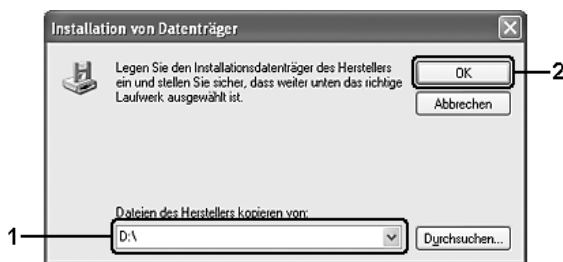 Installation von Datenträger
Legen Sie den Installationsdatenträger des Herstellers
ein und stellen Sie sicher, dass weiter unten das richtige
Laufwerk ausgewählt ist.
OK
2
Abbrechen
Dateien des Herstellers kopieren von:
1
D:\
Durchsuchen...